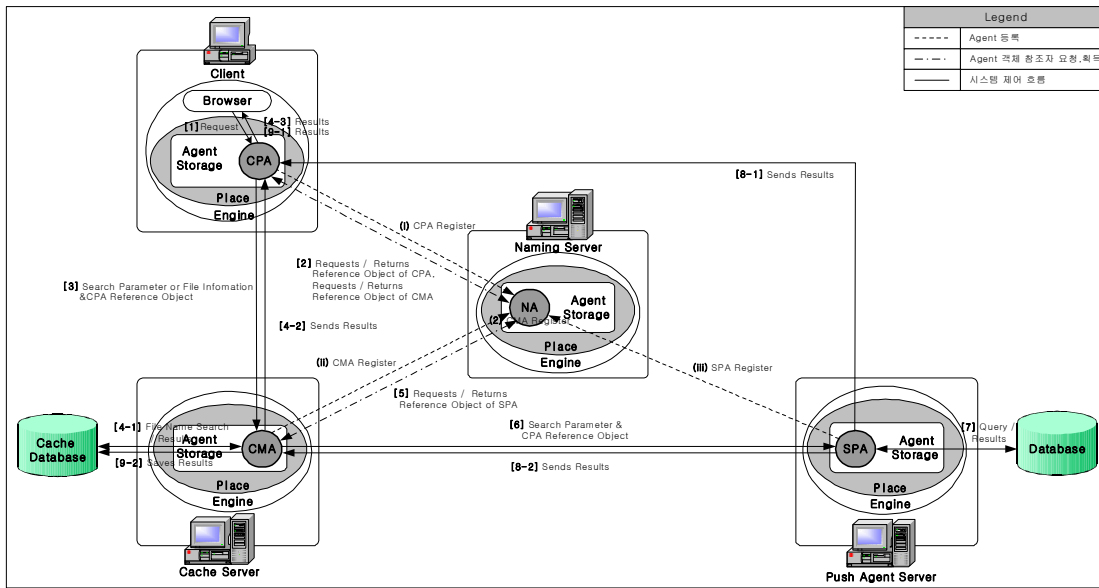 Legend
Agent 등록
Agent 객체 참조자 요청,획득
시스템 제어 흐름
Client
Browser
[1] Request
[4-3] Results
[9-1] Results
Agent
Storage
CPA
Place
Engine
[8-1] Sends Results
(i) CPA Register
Naming Server
[2] Requests / Returns
Reference Object of CPA,
Requests / Returns
Reference Object of CMA
[3] Search Parameter or File Infomation
&CPA Reference Object
NA
Agent
Storage
(2) CMA Register
Place
Engine
[4-2] Sends Results
(ii) CMA Register
(iii) SPA Register
[5] Requests / Returns
Reference Object of SPA
Cache
Database
[4-1] File Name Search
Results
[9-2] Saves Results
Agent
Storage
CMA
Place
Engine
Cache Server
[6] Search Parameter &
CPA Reference Object
[8-2] Sends Results
SPA
Agent
Storage
Place
Engine
Push Agent Server
[7] Query /
Results
Database